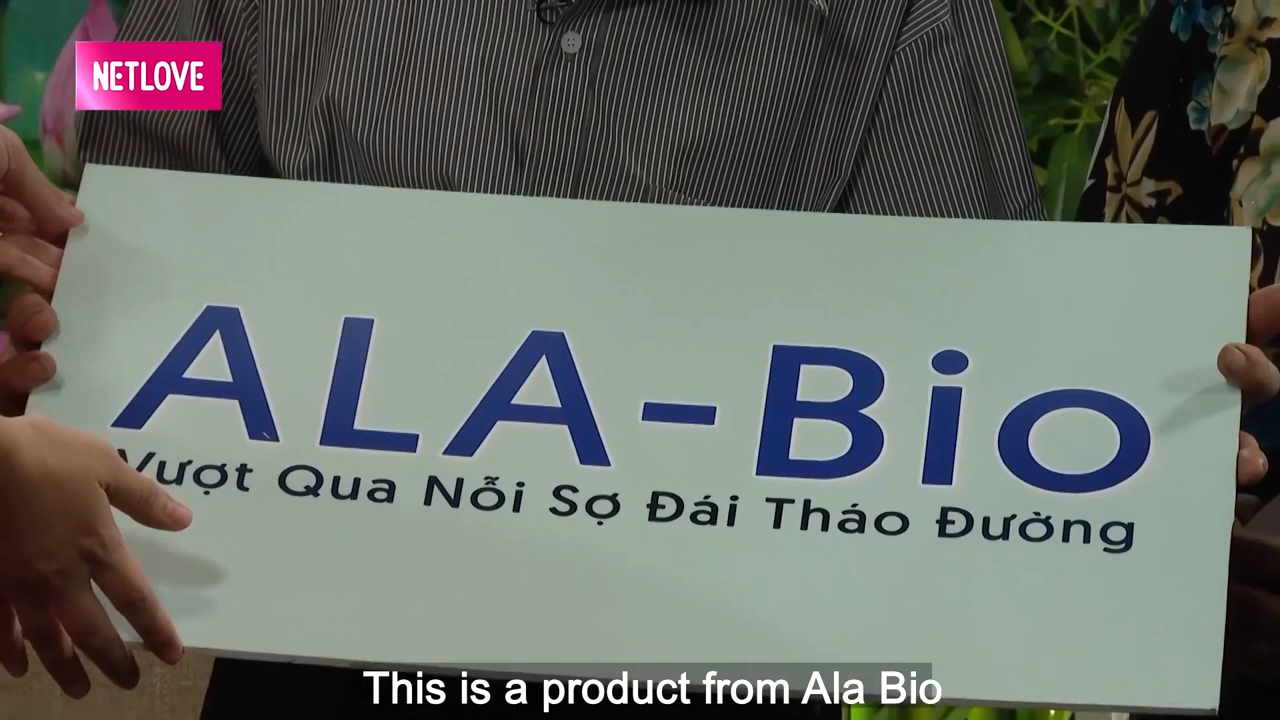 NETLOVE
ALA-Bio
Vượt Qua Nỗi Sợ Đái Tháo Đường
This is a product from Ala Bio